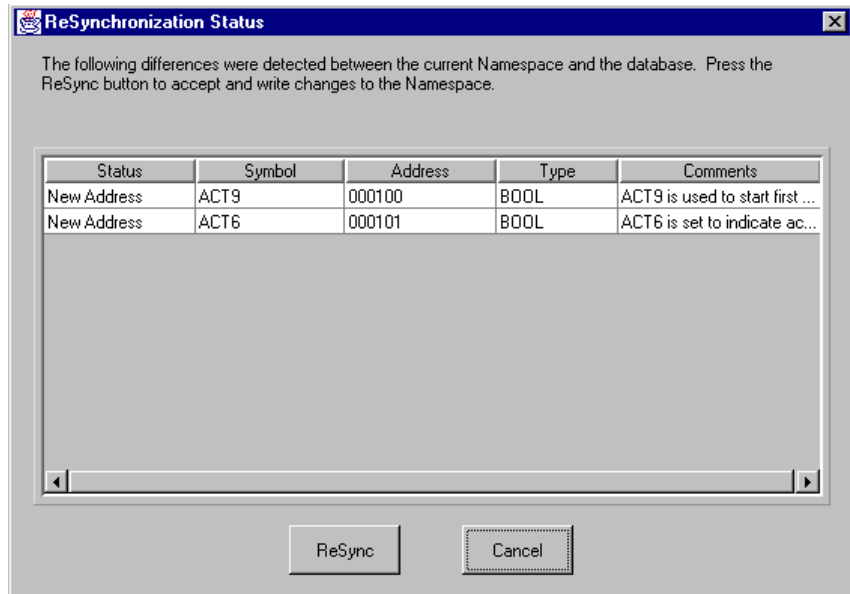 ReSynchronization Status
The following differences were detected between the current Namespace and the database. Press the
ReSync button to accept and write changes to the Namespace.
Status Symbol Address Type Comments
New Address ACT9 000100 BOOL ACT9 is used to start first ...
New Address ACT6 000101 BOOL ACT6 is set to indicate ac...
ReSync Cancel